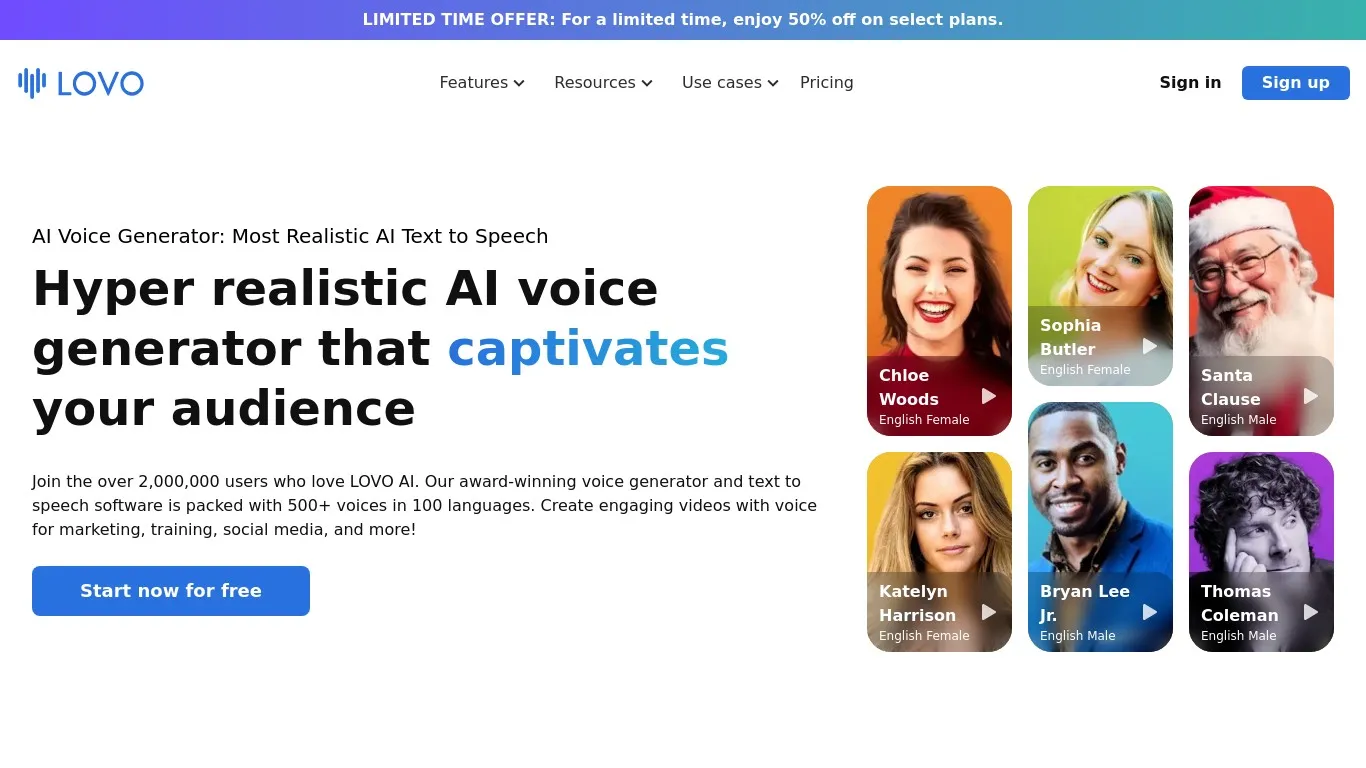 LIMITED TIME OFFER: For a limited time, enjoy 50% off on select plans.
LOVO
Features
Resources
Use cases
Pricing
Sign in
Sign up
AI Voice Generator: Most Realistic AI Text to Speech
Hyper realistic AI voice
generator that captivates
your audience
Join the over 2,000,000 users who love LOVO AI. Our award-winning voice generator and text to
speech software is packed with 500+ voices in 100 languages. Create engaging videos with voice
for marketing, training, social media, and more!
Start now for free
Chloe
Woods
English Female
Sophia
Butler
English Female
Santa
Clause
English Male
Katelyn
Harrison
English Female
Bryan Lee
Jr.
English Male
Thomas
Coleman
English Male